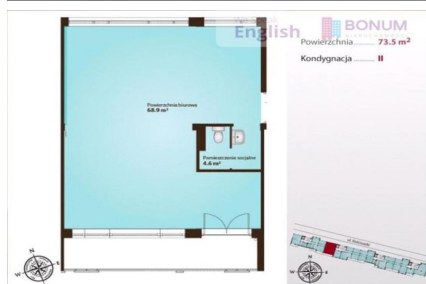 English
BONUM
Powierzchnia ......... 73.5 m²
Kondygnacja ......... II
Powierzchnia biurowa
68.9 m²
Pomieszczenie socjalne
4.6 m²
N
W
E
S
N